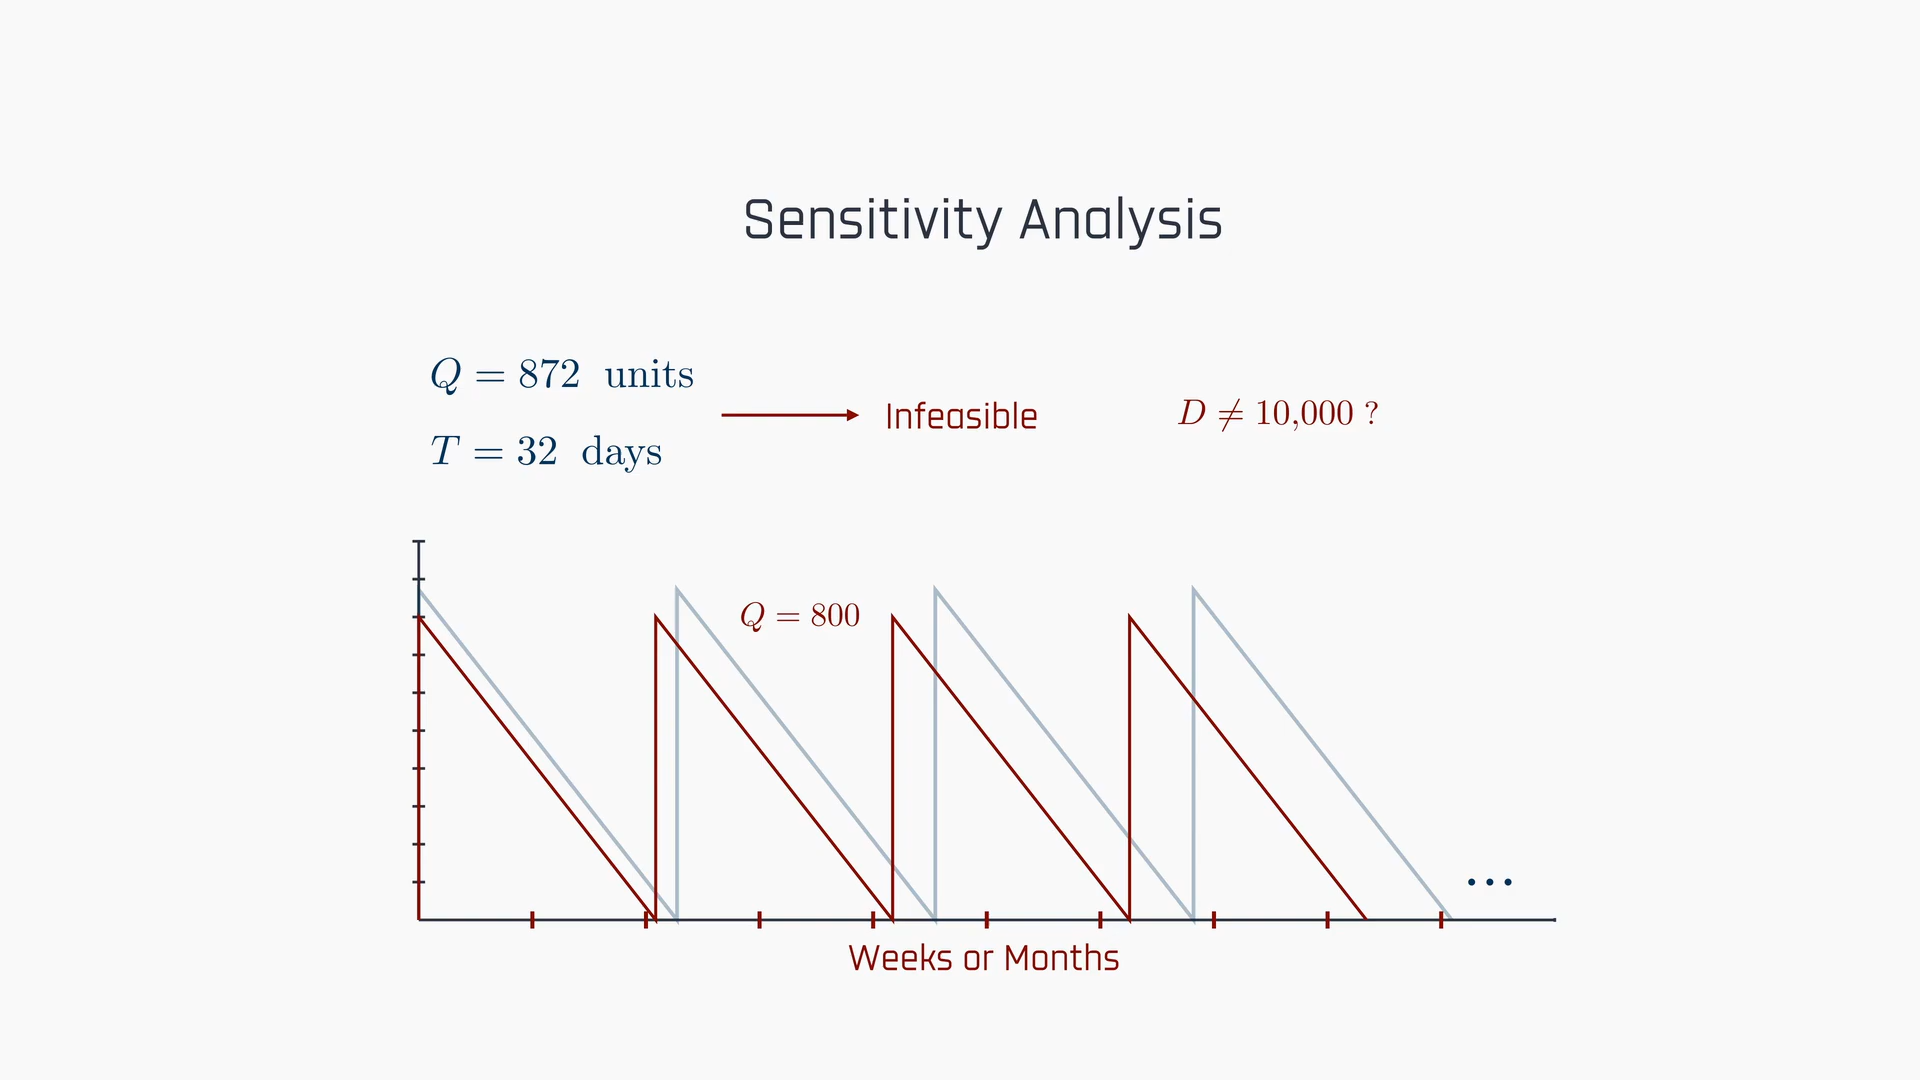 Sensitivity Analysis
Q = 872 units
T = 32 days
Infeasible
D ≠ 10,000 ?
Q = 800
...
Weeks or Months